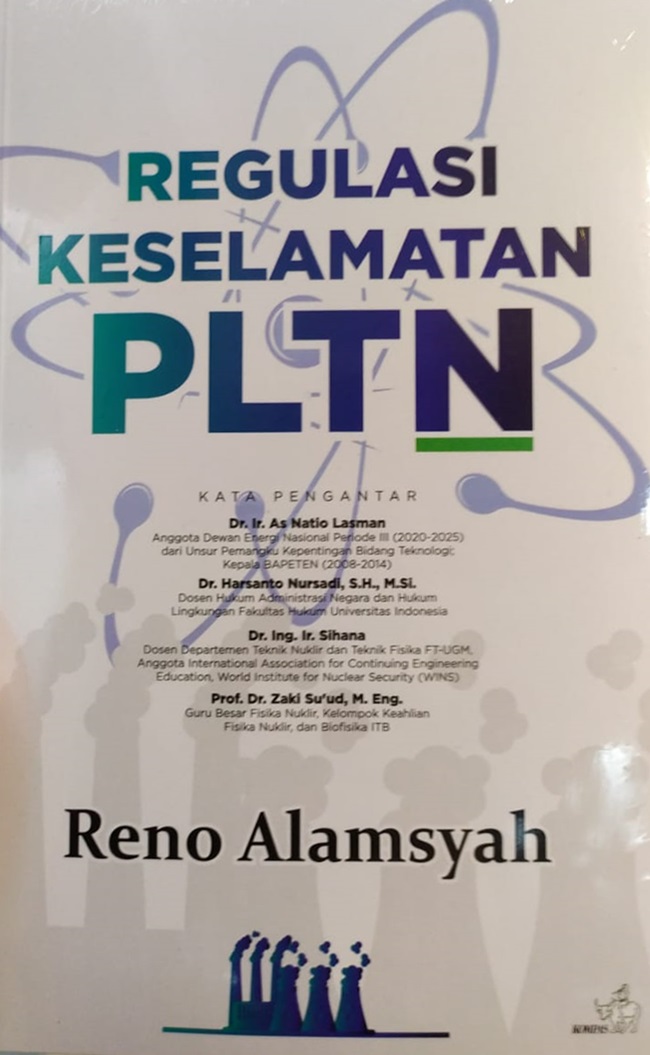 REGULASI
KESELAMATAN
PLTN
KATA PENGANTAR
Dr. Ir. As Natio Lasman
Anggota Dewan Energi Nasional Periode III (2020-2025)
dari Unsur Pemangku Kepentingan Bidang Teknologi;
Kepala BAPETEN (2008-2014)
Dr. Harsanto Nursadi, S.H., M.Si.
Dosen Hukum Administrasi Negara dan Hukum
Lingkungan Fakultas Hukum Universitas Indonesia
Dr. Ing. Ir. Sihana
Dosen Departemen Teknik Nuklir dan Teknik Fisika FT-UGM,
Anggota International Association for Continuing Engineering
Education, World Institute for Nuclear Security (WINS)
Prof. Dr. Zaki Su'ud, M. Eng.
Guru Besar Fisika Nuklir, Kelompok Keahlian
Fisika Nuklir, dan Biofisika ITB
Reno Alamsyah